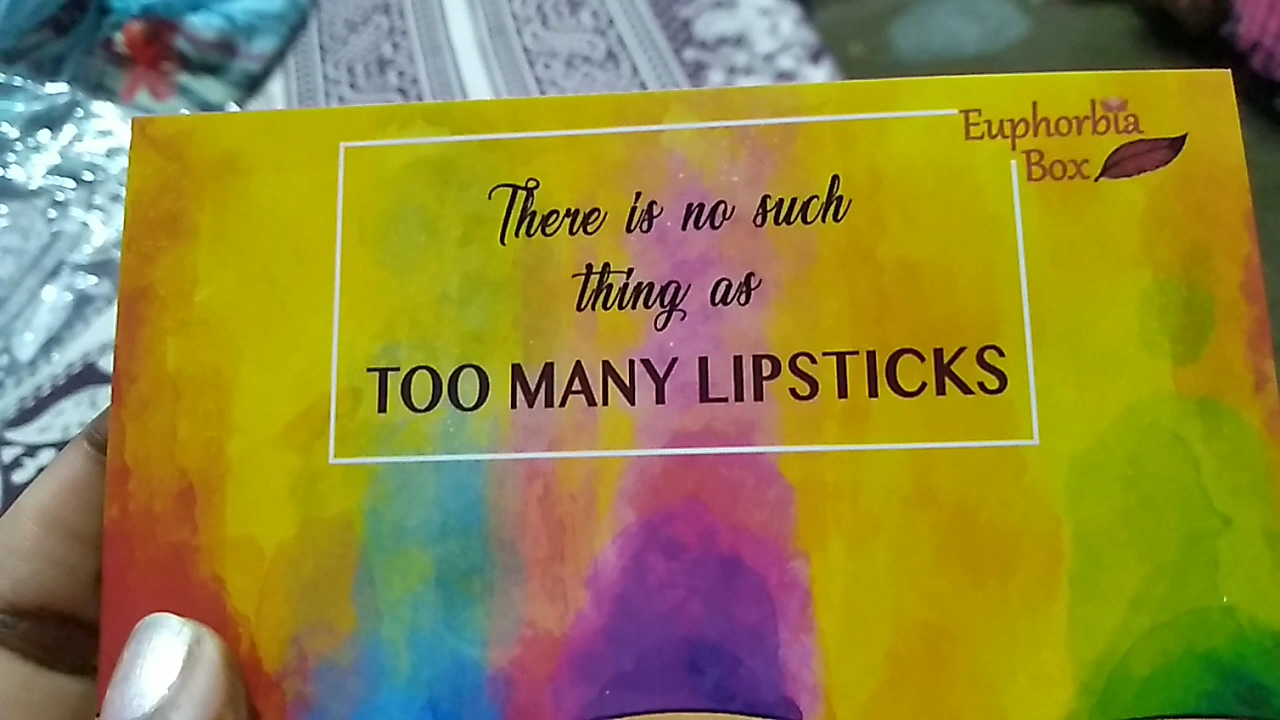 Euphorbia
Box
There is no such
thing as
TOO MANY LIPSTICKS